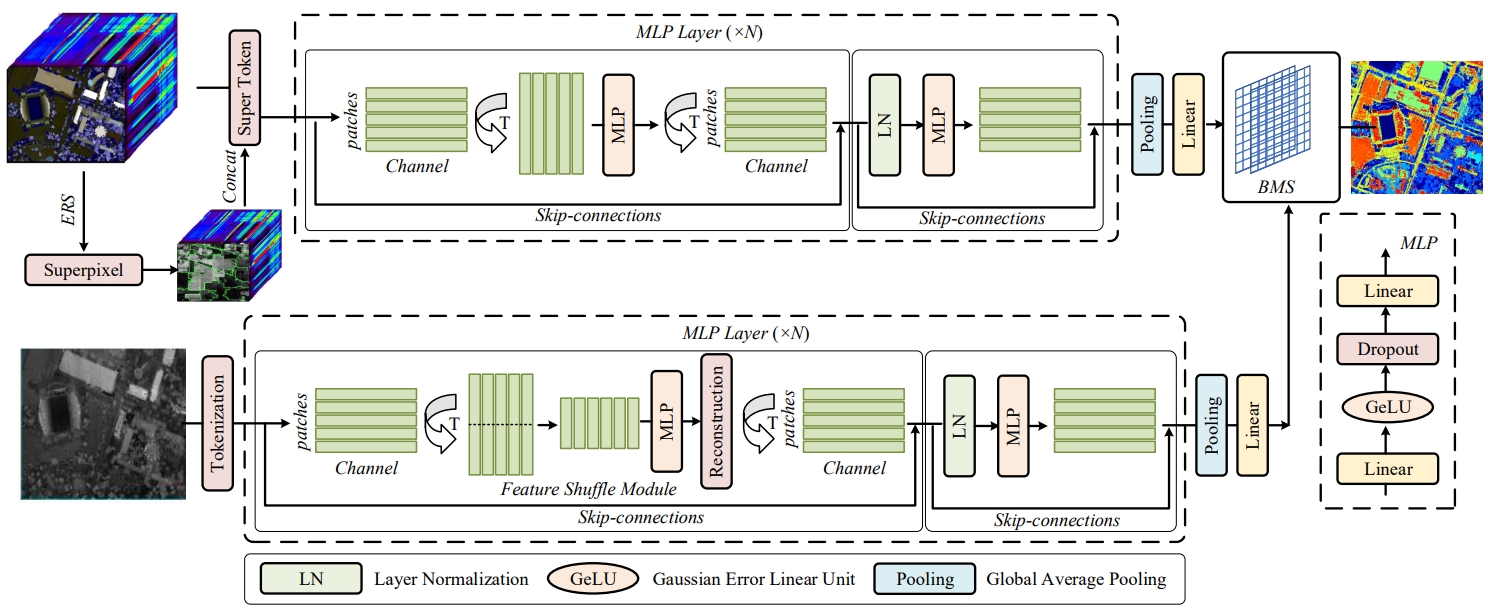 MLP Layer (×N)
Super Token
patches
Channel
T
MLP
T
patches
Channel
LN
MLP
Skip-connections
Skip-connections
Pooling
Linear
BMS
ERS
Concat
Superpixel
MLP
Linear
Dropout
GeLU
Linear
MLP Layer (×N)
Tokenization
patches
Channel
T
Feature Shuffle Module
MLP
Reconstruction
T
patches
Channel
LN
MLP
Skip-connections
Skip-connections
Pooling
Linear
LN Layer Normalization GeLU Gaussian Error Linear Unit Pooling Global Average Pooling